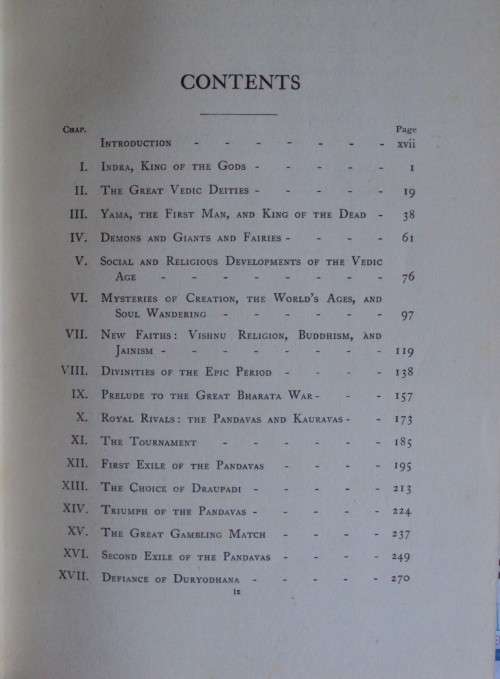 CONTENTS
CHAP. Page
INTRODUCTION - - - - - - - xvii
I. INDRA, KING OF THE GODS - - - - - 1
II. THE GREAT VEDIC DEITIES - - - - - 19
III. YAMA, THE FIRST MAN, AND KING OF THE DEAD - 38
IV. DEMONS AND GIANTS AND FAIRIES - - - - 61
V. SOCIAL AND RELIGIOUS DEVELOPMENTS OF THE VEDIC
AGE - - - - - - - - 76
VI. MYSTERIES OF CREATION, THE WORLD'S AGES, AND
SOUL WANDERING - - - - - - 97
VII. NEW FAITHS: VISHNU RELIGION, BUDDHISM, AND
JAINISM - - - - - - - - 119
VIII. DIVINITIES OF THE EPIC PERIOD - - - - 138
IX. PRELUDE TO THE GREAT BHARATA WAR - - - 157
X. ROYAL RIVALS: THE PANDAVAS AND KAURAVAS - - 173
XI. THE TOURNAMENT - - - - - - 185
XII. FIRST EXILE OF THE PANDAVAS - - - - 195
XIII. THE CHOICE OF DRAUPADI - - - - - 213
XIV. TRIUMPH OF THE PANDAVAS - - - - - 224
XV. THE GREAT GAMBLING MATCH - - - - - 237
XVI. SECOND EXILE OF THE PANDAVAS - - - - 249
XVII. DEFIANCE OF DURYODHANA - - - - - 270
ix